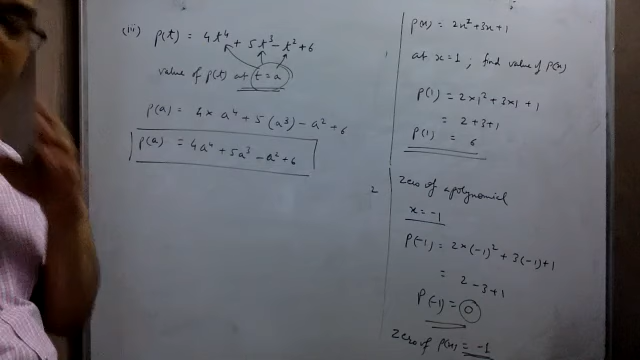 (iii) p(t) = 4t⁴ + 5t³ - t² + 6
value of p(t) at t = a
p(a) = 4 × a⁴ + 5 (a³) - a² + 6
p(a) = 4a⁴ + 5a³ - a² + 6
p(x) = 2x² + 3x + 1
at x = 1 ; find value of p(x)
p(1) = 2×1² + 3×1 + 1
= 2 + 3 + 1
p(1) = 6
2 Zero of a polynomial
x = -1
p(-1) = 2×(-1)² + 3(-1) + 1
= 2 - 3 + 1
p(-1) = 0
Zero of p(x) = -1